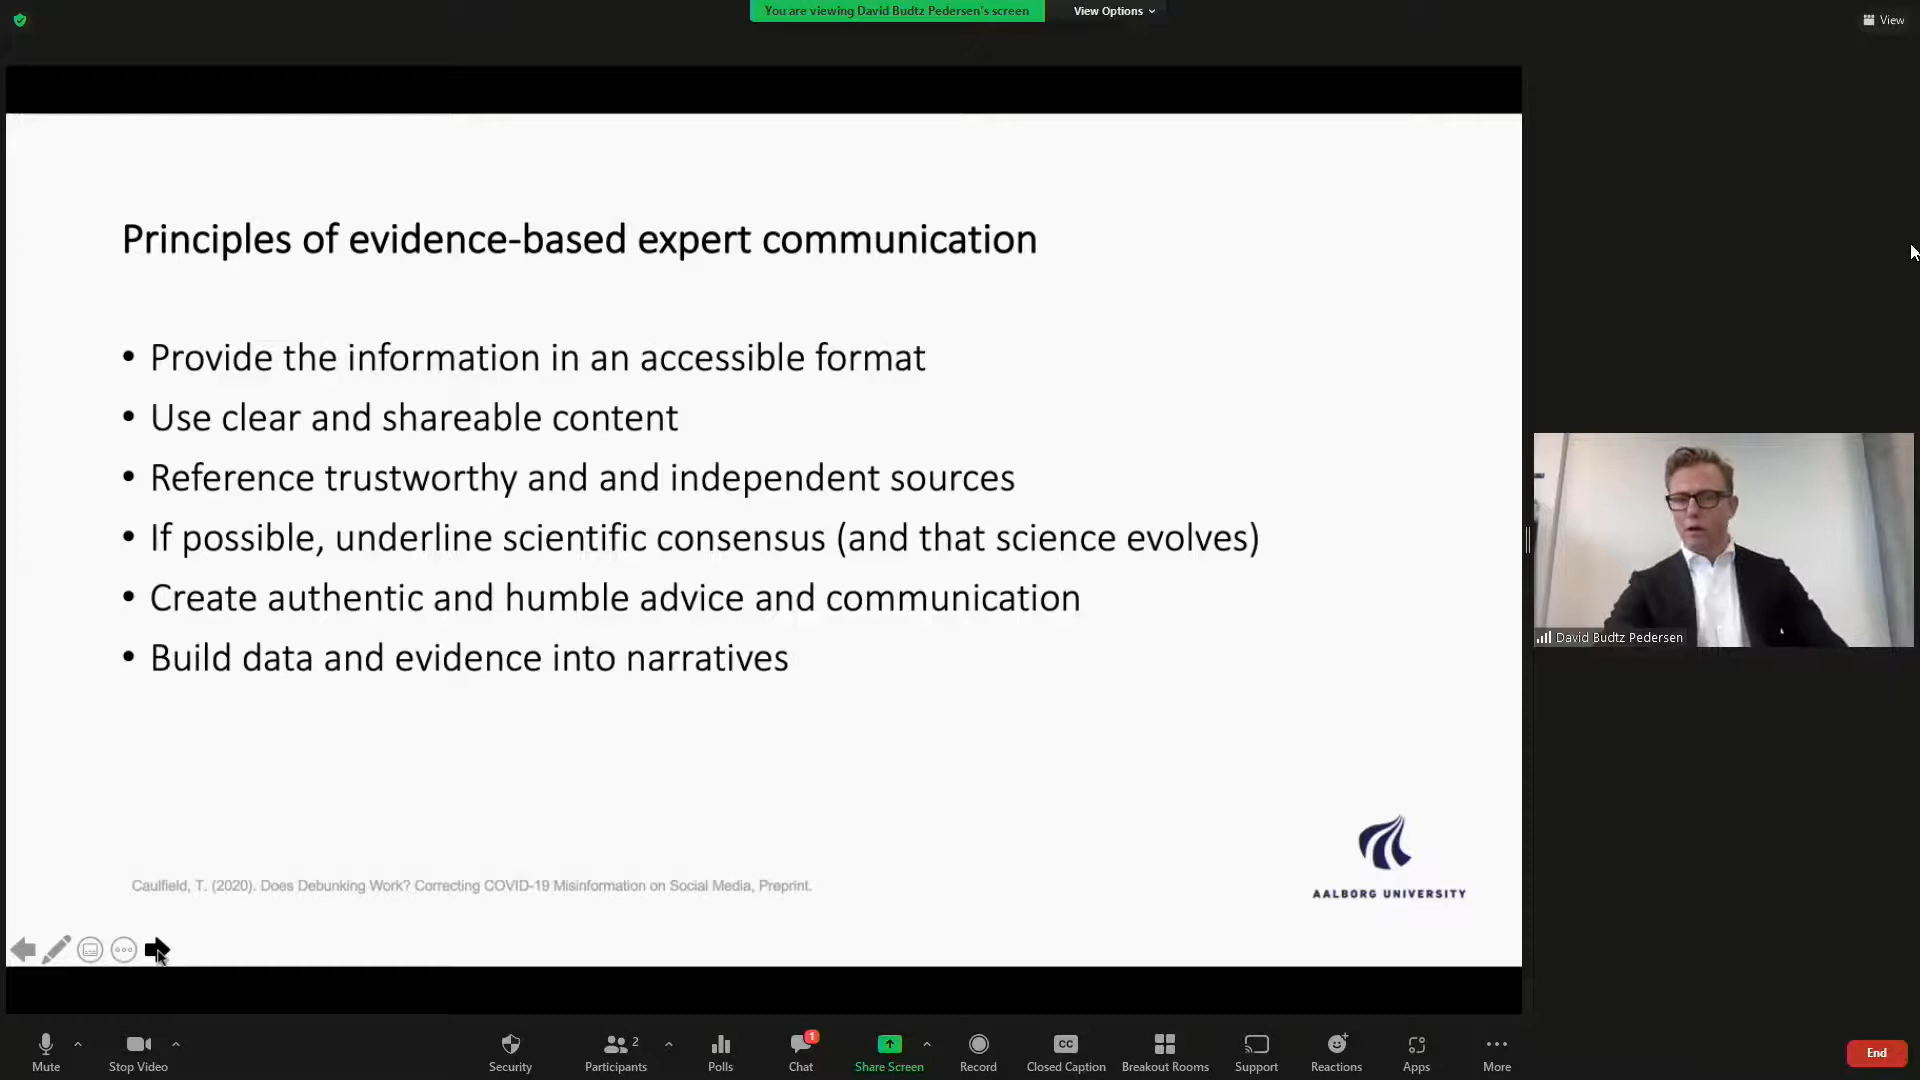 You are viewing David Budtz Pedersen's screen
View Options
View
Principles of evidence-based expert communication
• Provide the information in an accessible format
• Use clear and shareable content
• Reference trustworthy and and independent sources
• If possible, underline scientific consensus (and that science evolves)
• Create authentic and humble advice and communication
• Build data and evidence into narratives
David Budtz Pedersen
Caulfield, T. (2020). Does Debunking Work? Correcting COVID-19 Misinformation on Social Media, Preprint.
AALBORG UNIVERSITY
Mute
Stop Video
Security
Participants 2
Polls
Chat 1
Share Screen
Record
CC
Closed Caption
Breakout Rooms
Support
Reactions
Apps
More
End